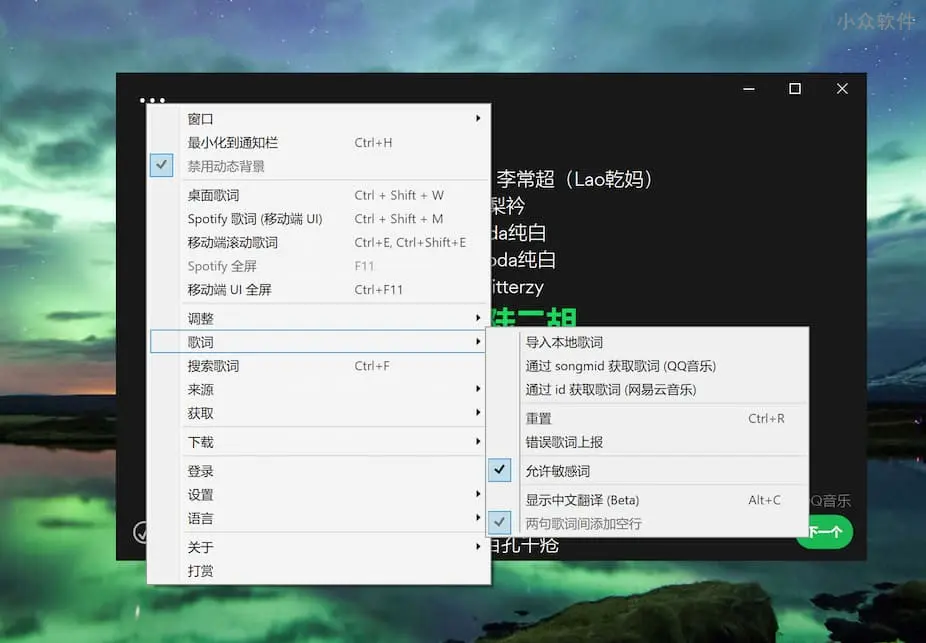 小众软件
窗口
最小化到通知栏 Ctrl+H
禁用动态背景
桌面歌词 Ctrl + Shift + W
Spotify 歌词 (移动端 UI) Ctrl + Shift + M
移动端滚动歌词 Ctrl+E, Ctrl+Shift+E
Spotify 全屏 F11
移动端 UI 全屏 Ctrl+F11
调整
歌词
搜索歌词 Ctrl+F
来源
获取
下载
登录
设置
语言
关于
打赏
李常超（Lao乾妈）
梨衿
da纯白
oda纯白
itterzy
二胡
导入本地歌词
通过 songmid 获取歌词 (QQ音乐)
通过 id 获取歌词 (网易云音乐)
重置 Ctrl+R
错误歌词上报
允许敏感词
显示中文翻译 (Beta) Alt+C
两句歌词间添加空行
Q音乐
下一个
百孔千疮